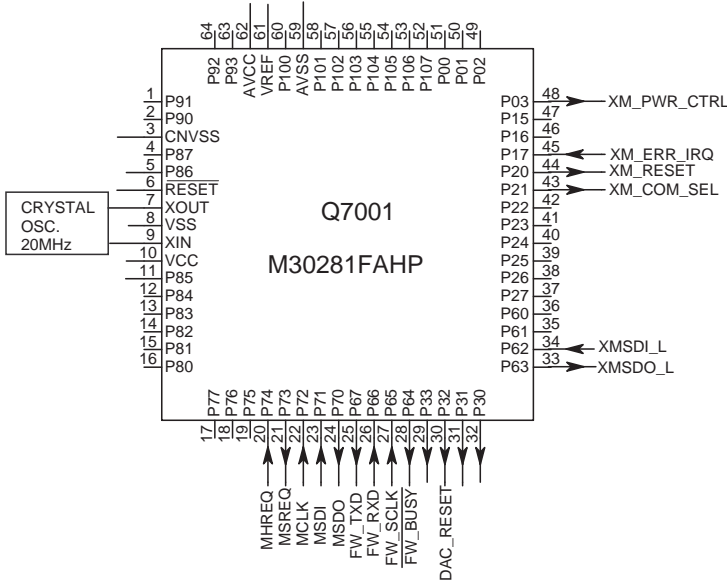 64 63 62 61 60 59 58 57 56 55 54 53 52 51 50 49
P92 P93 AVCC VREF P100 AVSS P101 P102 P103 P104 P105 P106 P107 P00 P01 P02
1 P91
2 P90
3 CNVSS
4 P87
5 P86
6 RESET
7 XOUT
8 VSS
9 XIN
10 VCC
11 P85
12 P84
13 P83
14 P82
15 P81
16 P80
CRYSTAL
OSC.
20MHz
Q7001
M30281FAHP
P03 48 XM_PWR_CTRL
P15 47
P16 46
P17 45 XM_ERR_IRQ
P20 44 XM_RESET
P21 43 XM_COM_SEL
P22 42
P23 41
P24 40
P25 39
P26 38
P27 37
P60 36
P61 35
P62 34 XMSDI_L
P63 33 XMSDO_L
P77 P76 P75 P74 P73 P72 P71 P70 P67 P66 P65 P64 P33 P32 P31 P30
17 18 19 20 21 22 23 24 25 26 27 28 29 30 31 32
MHREQ
MSREQ
MCLK
MSDI
MSDO
FW_TXD
FW_RXD
FW_SCLK
FW_BUSY
DAC_RESET